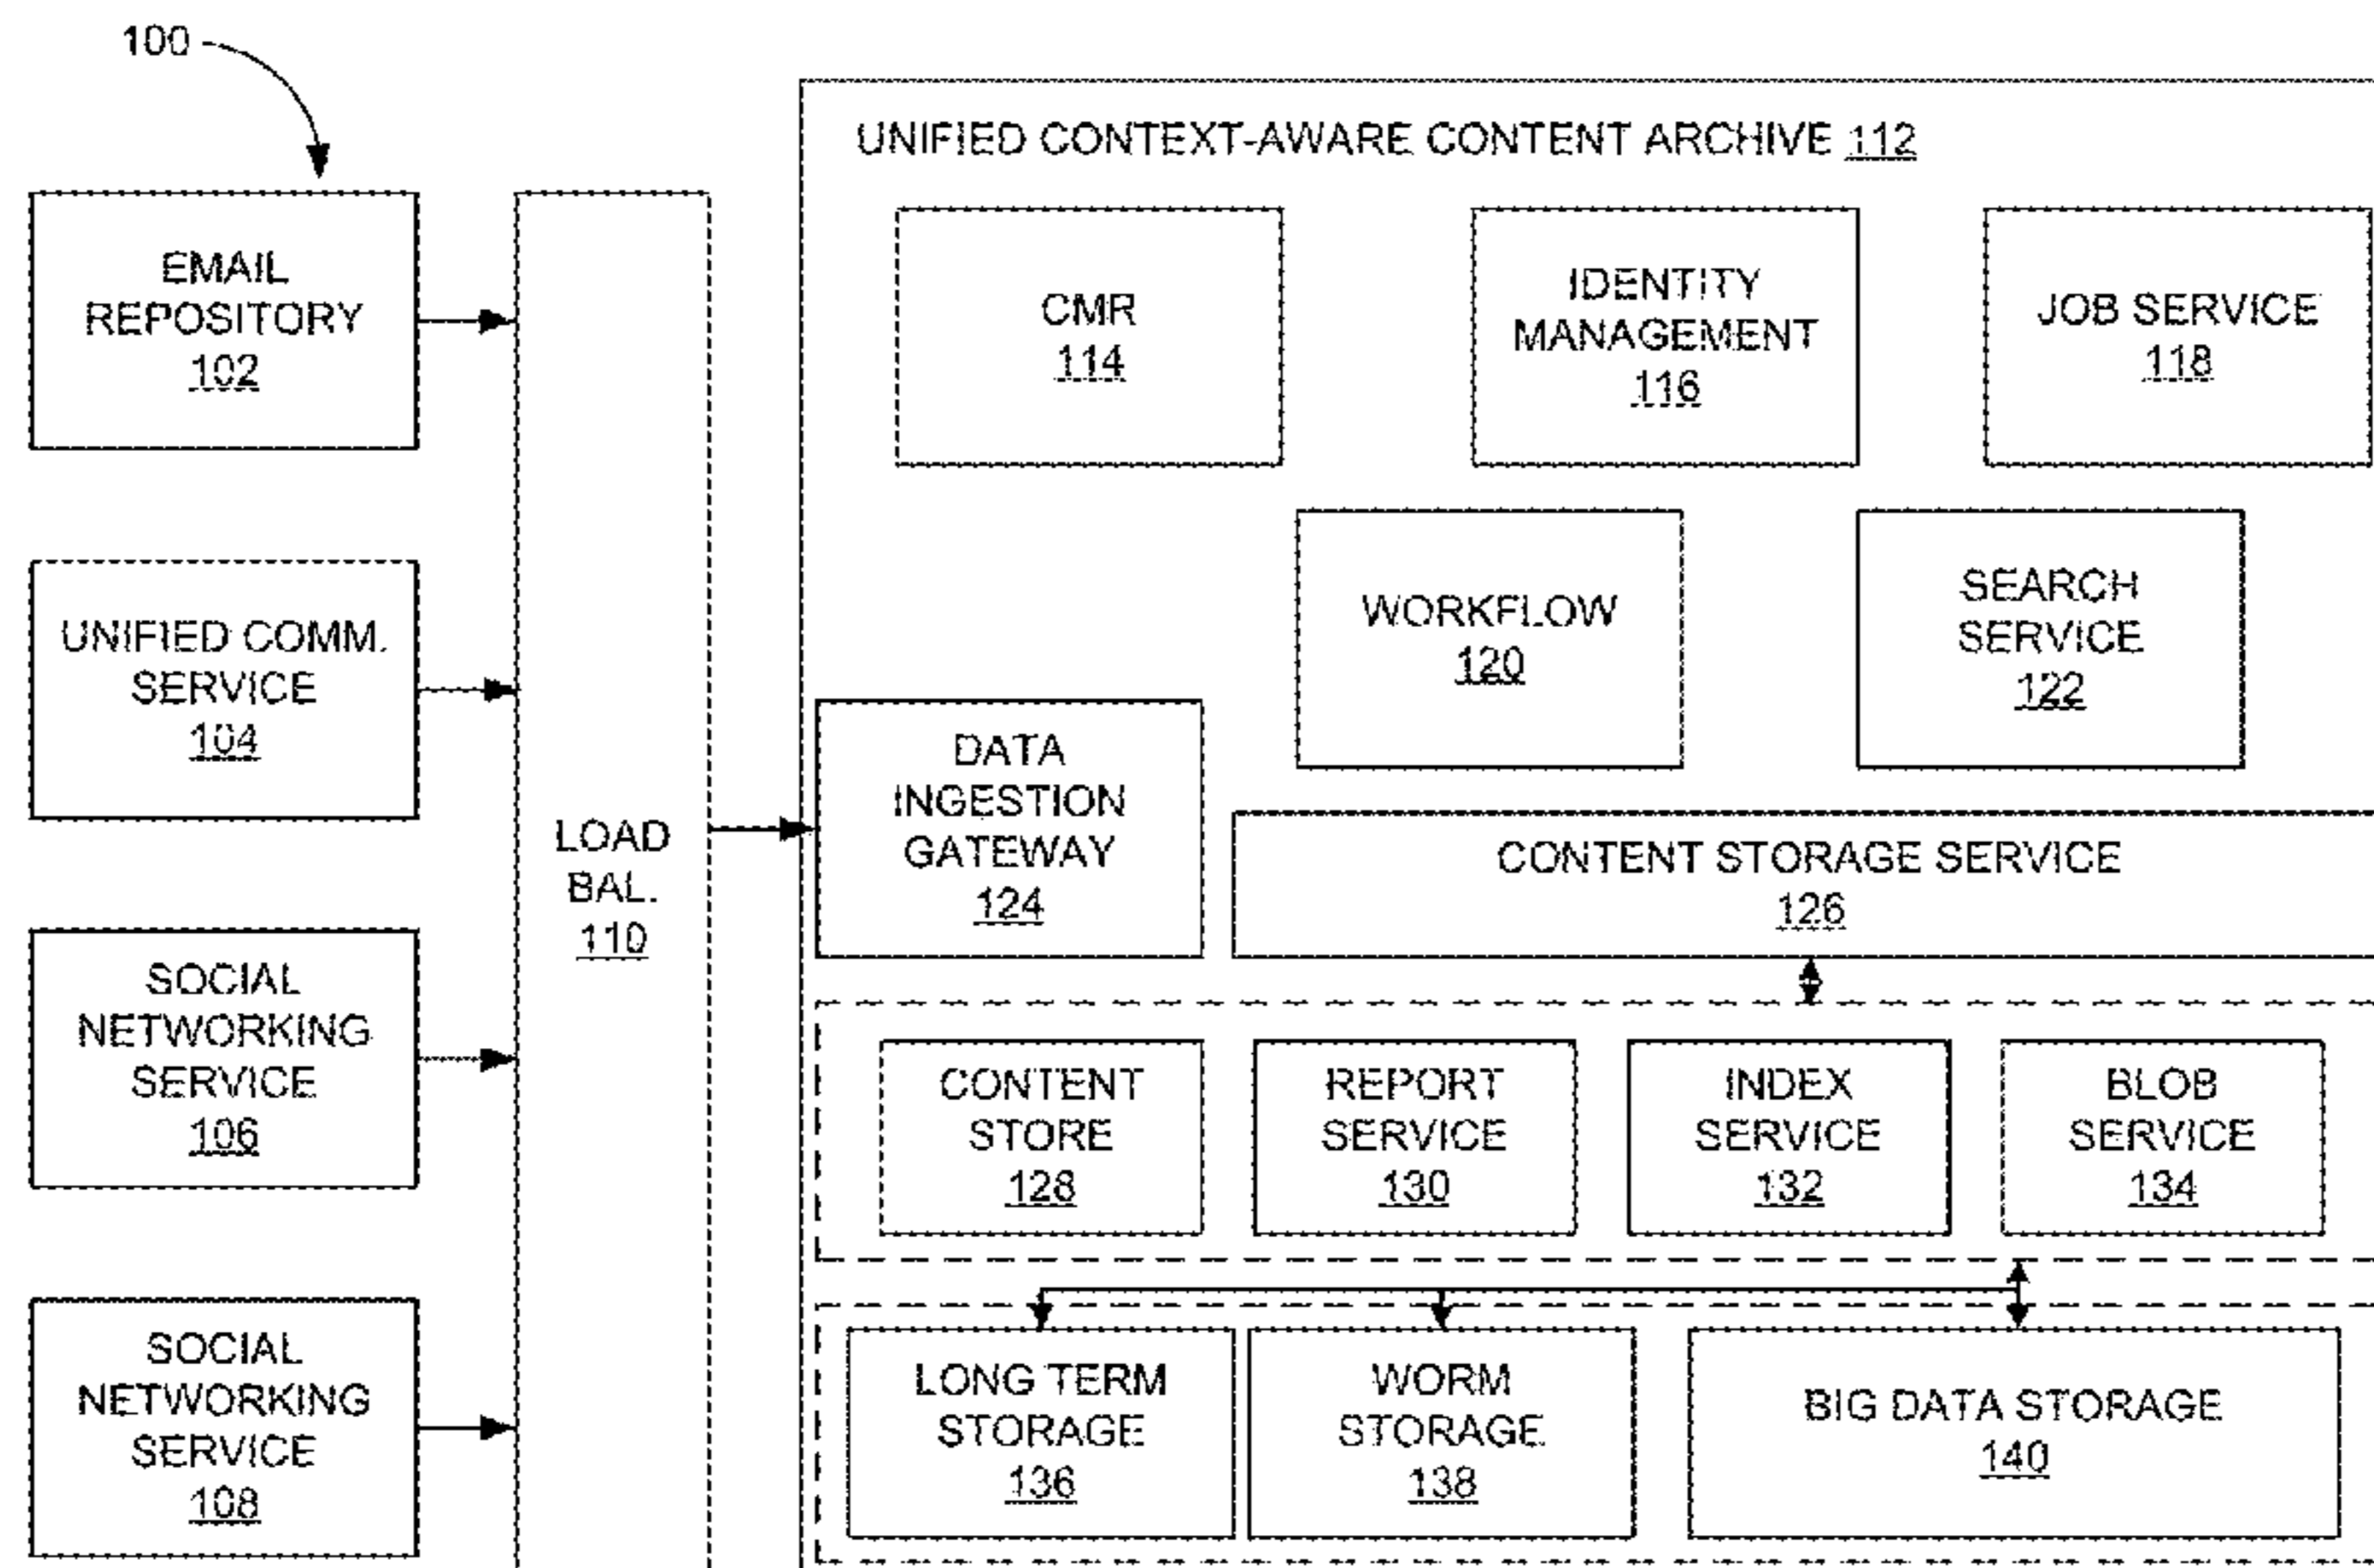 100
UNIFIED CONTEXT-AWARE CONTENT ARCHIVE 112
EMAIL
REPOSITORY
102
UNIFIED COMM.
SERVICE
104
SOCIAL
NETWORKING
SERVICE
106
SOCIAL
NETWORKING
SERVICE
108
LOAD
BAL.
110
CMR
114
IDENTITY
MANAGEMENT
116
JOB SERVICE
118
WORKFLOW
120
SEARCH
SERVICE
122
DATA
INGESTION
GATEWAY
124
CONTENT STORAGE SERVICE
126
CONTENT
STORE
128
REPORT
SERVICE
130
INDEX
SERVICE
132
BLOB
SERVICE
134
LONG TERM
STORAGE
136
WORM
STORAGE
138
BIG DATA STORAGE
140